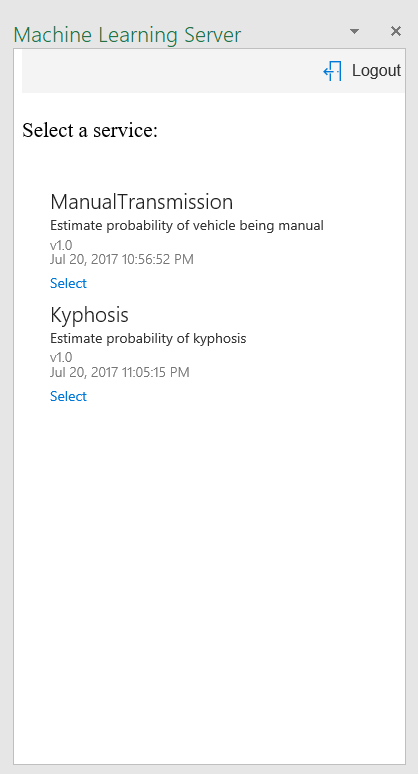 Machine Learning Server
Logout
Select a service:
ManualTransmission
Estimate probability of vehicle being manual
v1.0
Jul 20, 2017 10:56:52 PM
Select
Kyphosis
Estimate probability of kyphosis
v1.0
Jul 20, 2017 11:05:15 PM
Select